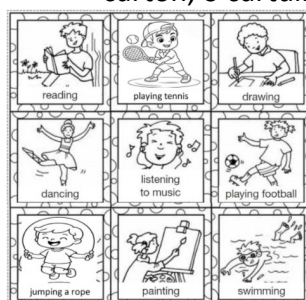 reading
playing tennis
drawing
dancing
listening
to music
playing football
jumping a rope
painting
swimming